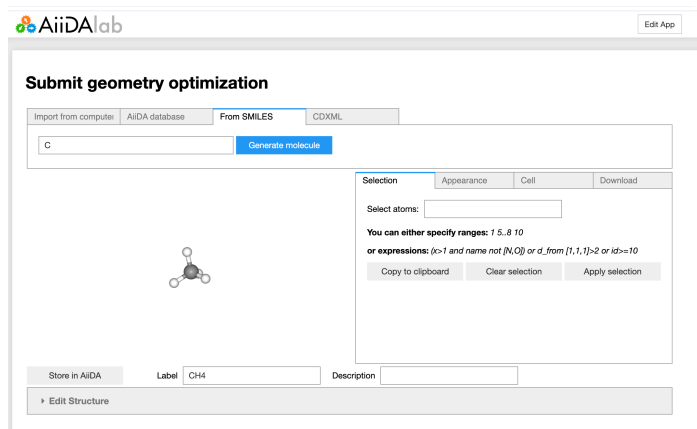 AiiDAlab
Edit App
Submit geometry optimization
Import from computer AiiDA database From SMILES CDXML
C Generate molecule
Selection Appearance Cell Download
Select atoms:
You can either specify ranges: 1 5..8 10
or expressions: (x>1 and name not [N,O]) or d_from [1,1,1]>2 or id>=10
Copy to clipboard Clear selection Apply selection
Store in AiiDA Label CH4 Description
Edit Structure